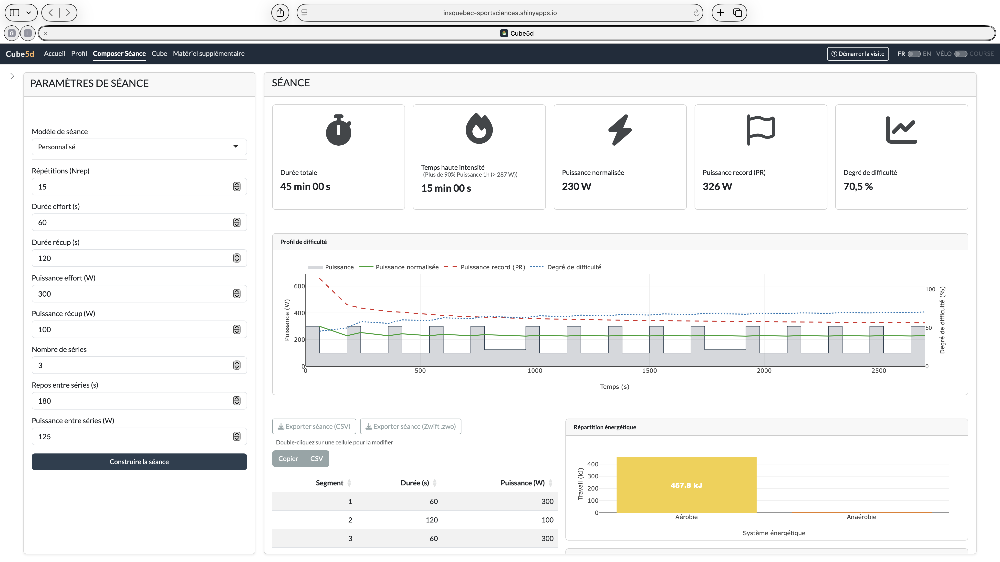 insquebec-sportsciences.shinyapps.io
G L Cube5d
Cube5d Accueil Profil Composer Séance Cube Matériel supplémentaire Démarrer la visite FR EN VÉLO COURSE
PARAMÈTRES DE SÉANCE
Modèle de séance
Personnalisé
Répétitions (Nrep)
15
Durée effort (s)
60
Durée récup (s)
120
Puissance effort (W)
300
Puissance récup (W)
100
Nombre de séries
3
Repos entre séries (s)
180
Puissance entre séries (W)
125
Construire la séance
SÉANCE
Durée totale
45 min 00 s
Temps haute intensité
(Plus de 90% Puissance 1h (> 287 W))
15 min 00 s
Puissance normalisée
230 W
Puissance record (PR)
326 W
Degré de difficulté
70,5 %
Profil de difficulté
Puissance Puissance normalisée Puissance record (PR) Degré de difficulté
Puissance (W)
600
400
200
0
100
50
0
Degré de difficulté (%)
0 500 1000 1500 2000 2500
Temps (s)
Exporter séance (CSV) Exporter séance (Zwift .zwo)
Double-cliquez sur une cellule pour la modifier
Copier CSV
Segment Durée (s) Puissance (W)
1 60 300
2 120 100
3 60 300
Répartition énergétique
Travail (kJ)
400
300
200
100
0
457.8 kJ
Aérobie Anaérobie
Système énergétique